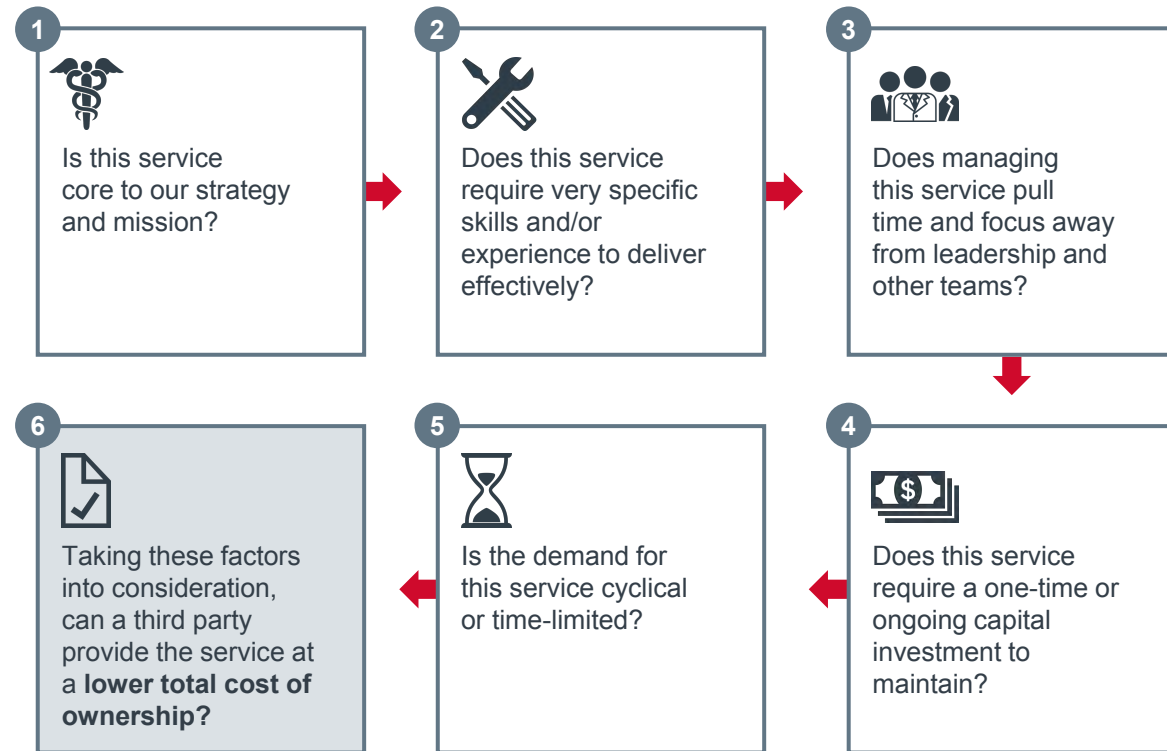 1
Is this service
core to our strategy
and mission?
2
Does this service
require very specific
skills and/or
experience to deliver
effectively?
3
Does managing
this service pull
time and focus away
from leadership and
other teams?
4
$
Does this service
require a one-time or
ongoing capital
investment to
maintain?
5
Is the demand for
this service cyclical
or time-limited?
6
Taking these factors
into consideration,
can a third party
provide the service at
a lower total cost of
ownership?